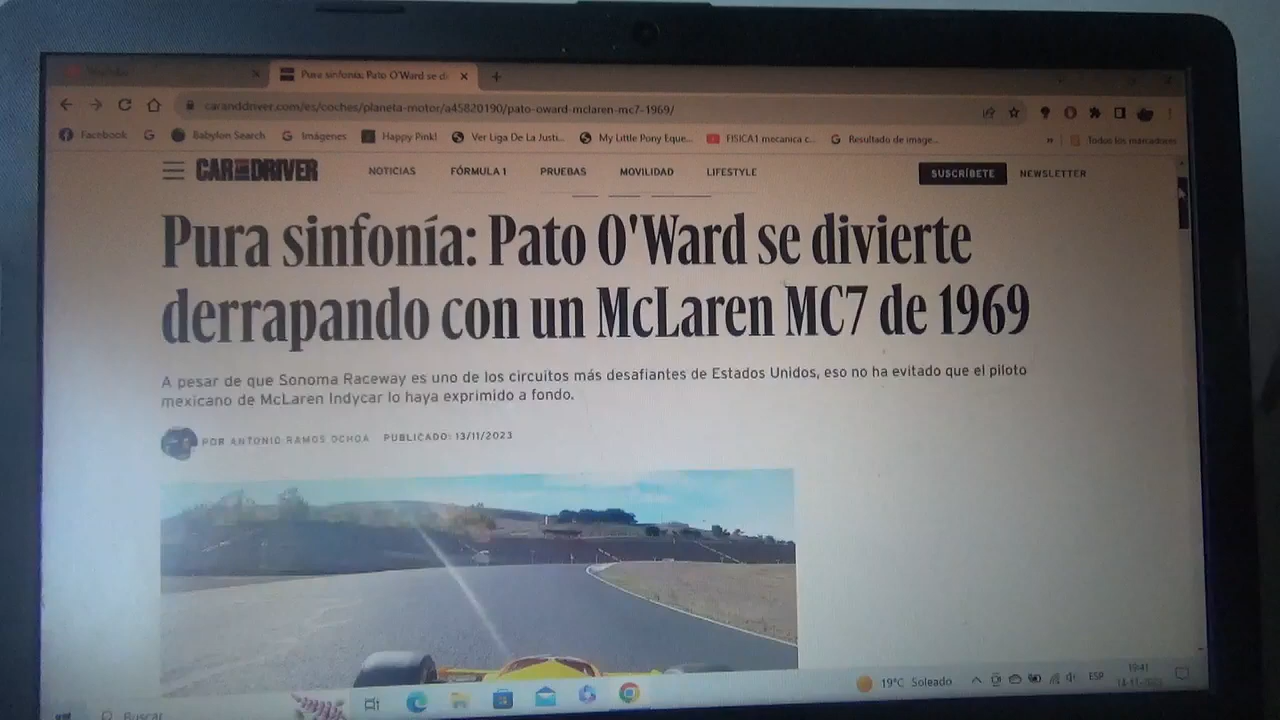 YouTube
Pura sinfonía: Pato O'Ward se di
caranddriver.com/es/coches/planeta-motor/a45820190/pato-oward-mclaren-mc7-1969/
Facebook
Babylon Search
Imágenes
Happy Pink!
Ver Liga De La Justi...
My Little Pony Eque...
FISICA1 mecanica c...
Resultado de image...
Todos los marcadores
CAR AND DRIVER
NOTICIAS
FÓRMULA 1
PRUEBAS
MOVILIDAD
LIFESTYLE
SUSCRÍBETE
NEWSLETTER
Pura sinfonía: Pato O'Ward se divierte
derrapando con un McLaren MC7 de 1969
A pesar de que Sonoma Raceway es uno de los circuitos más desafiantes de Estados Unidos, eso no ha evitado que el piloto
mexicano de McLaren Indycar lo haya exprimido a fondo.
POR ANTONIO RAMOS OCHOA PUBLICADO: 13/11/2023
Buscar
19°C Soleado
ESP
19:41